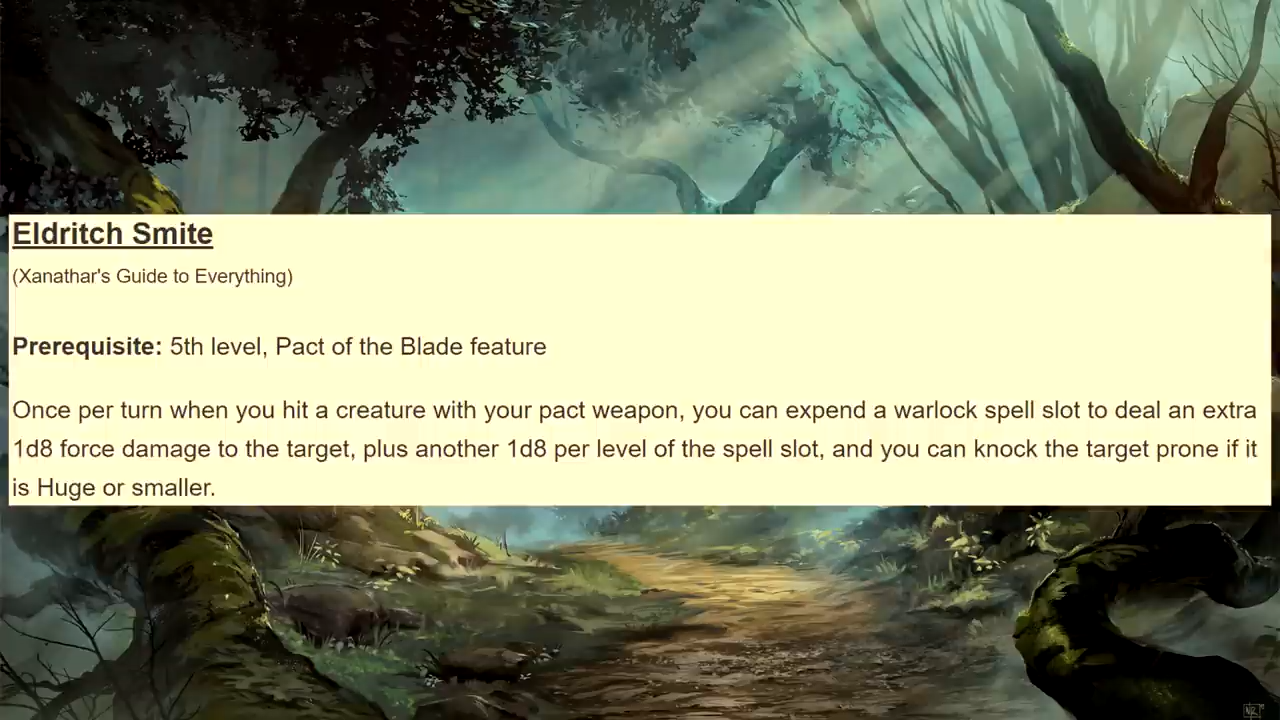 Eldritch Smite
(Xanathar's Guide to Everything)
Prerequisite: 5th level, Pact of the Blade feature
Once per turn when you hit a creature with your pact weapon, you can expend a warlock spell slot to deal an extra
1d8 force damage to the target, plus another 1d8 per level of the spell slot, and you can knock the target prone if it
is Huge or smaller.